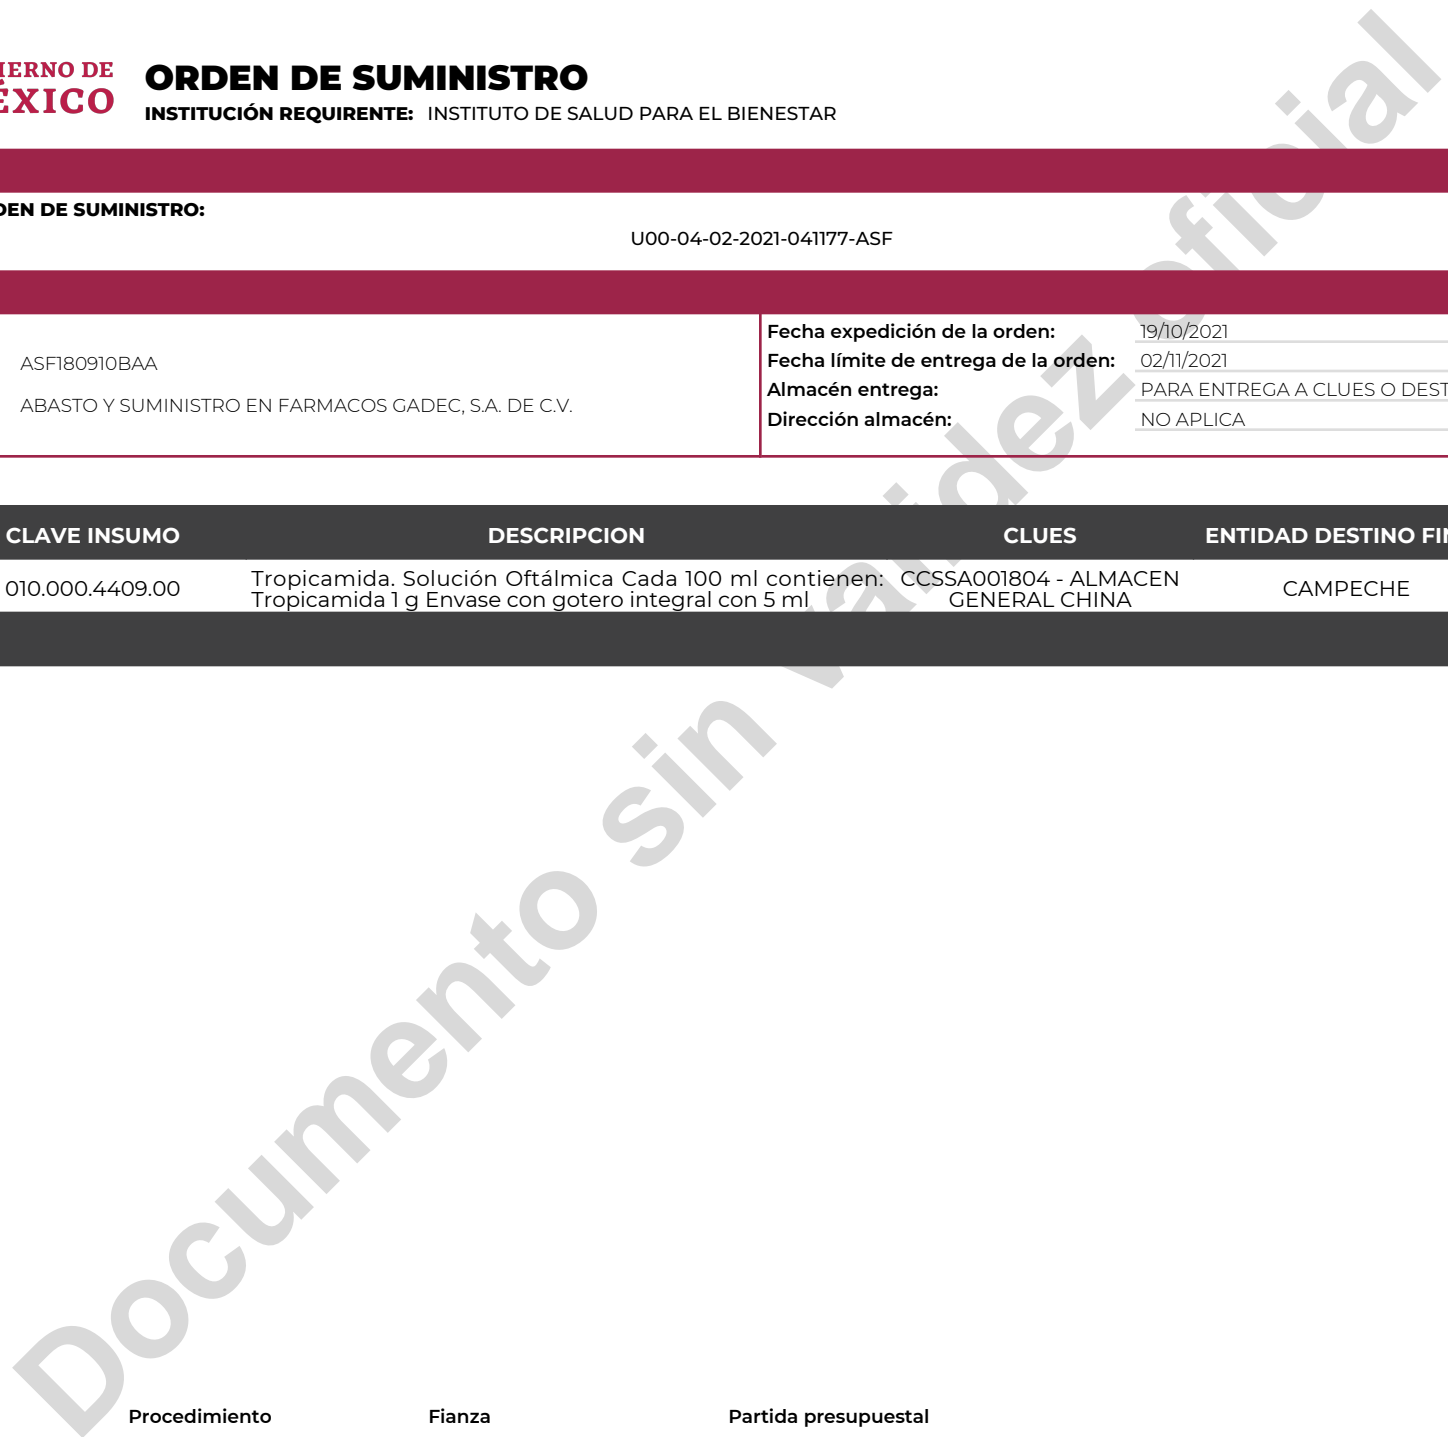 IERNO DE
ÉXICO
ORDEN DE SUMINISTRO
INSTITUCIÓN REQUIRENTE: INSTITUTO DE SALUD PARA EL BIENESTAR
DEN DE SUMINISTRO:
U00-04-02-2021-041177-ASF
ASF180910BAA
ABASTO Y SUMINISTRO EN FARMACOS GADEC, S.A. DE C.V.
Fecha expedición de la orden: 19/10/2021
Fecha límite de entrega de la orden: 02/11/2021
Almacén entrega: PARA ENTREGA A CLUES O DEST
Dirección almacén: NO APLICA
CLAVE INSUMO DESCRIPCION CLUES ENTIDAD DESTINO FIN
010.000.4409.00 Tropicamida. Solución Oftálmica Cada 100 ml contienen: CCSSA001804 - ALMACEN CAMPECHE
Tropicamida 1 g Envase con gotero integral con 5 ml GENERAL CHINA
Documento sin validez oficial
Procedimiento Fianza Partida presupuestal